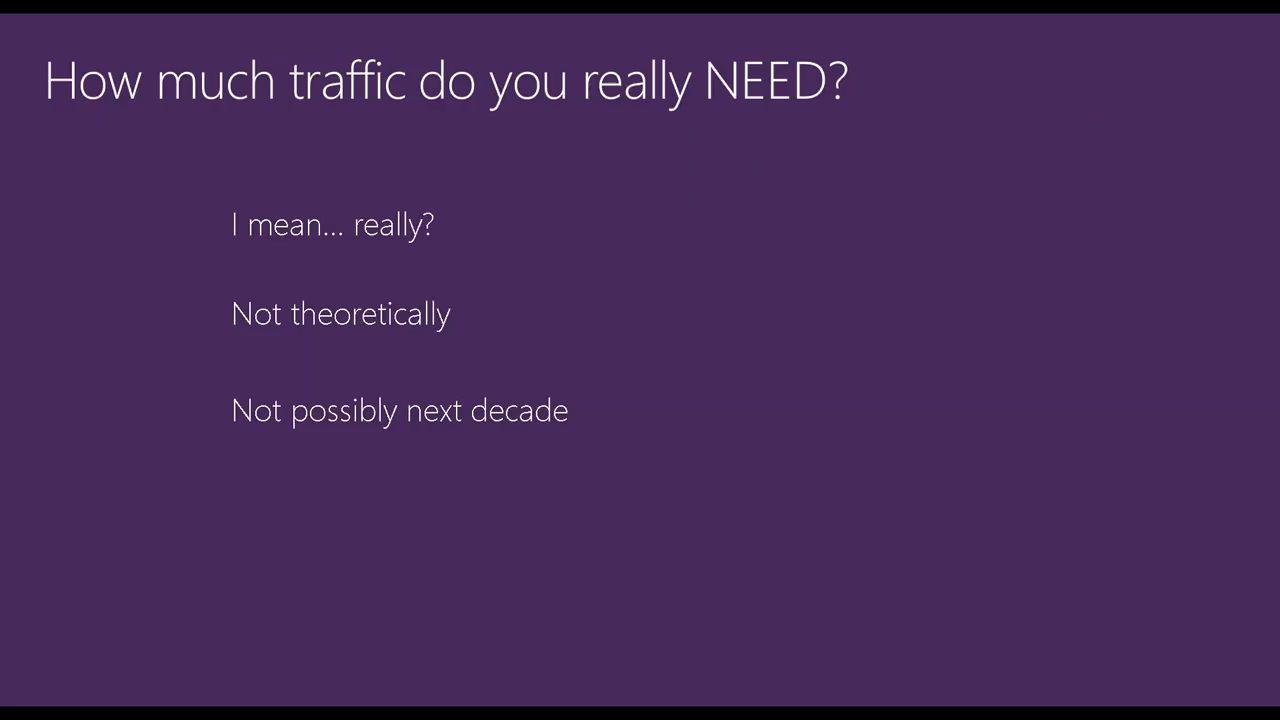 How much traffic do you really NEED?
I mean... really?
Not theoretically
Not possibly next decade